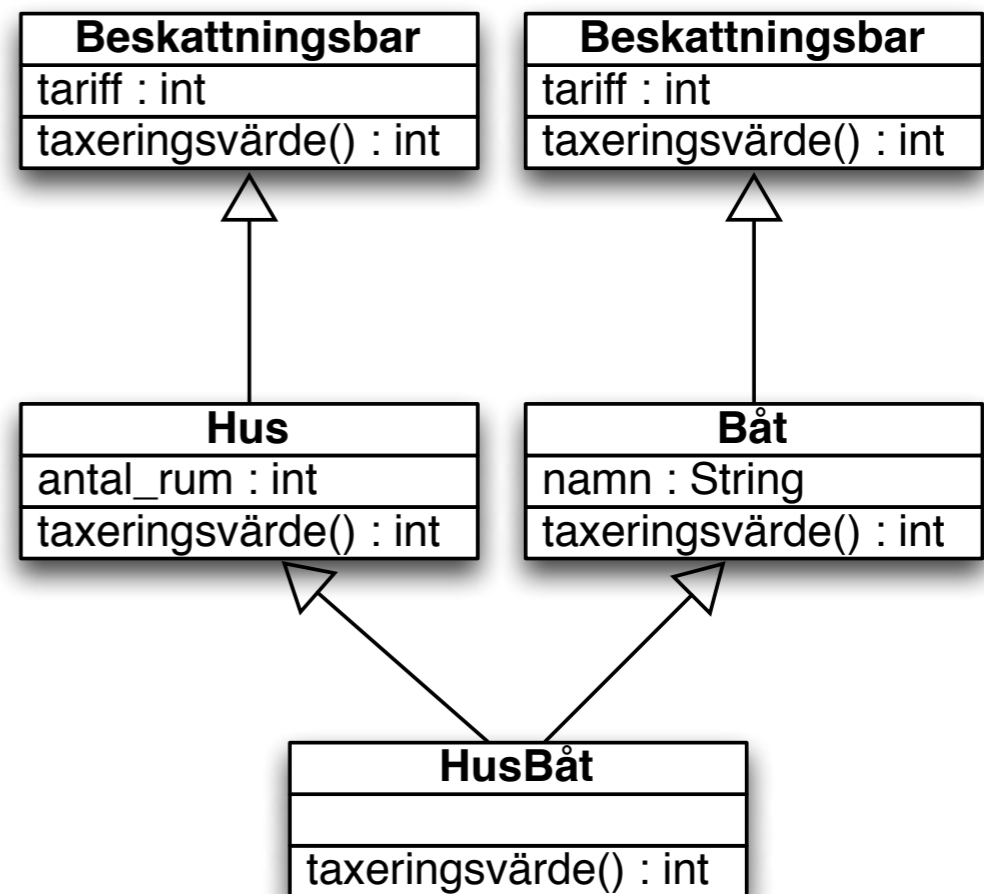 Beskattningsbar
tariff : int
taxeringsvärde() : int
Beskattningsbar
tariff : int
taxeringsvärde() : int
Hus
antal_rum : int
taxeringsvärde() : int
Båt
namn : String
taxeringsvärde() : int
HusBåt
taxeringsvärde() : int